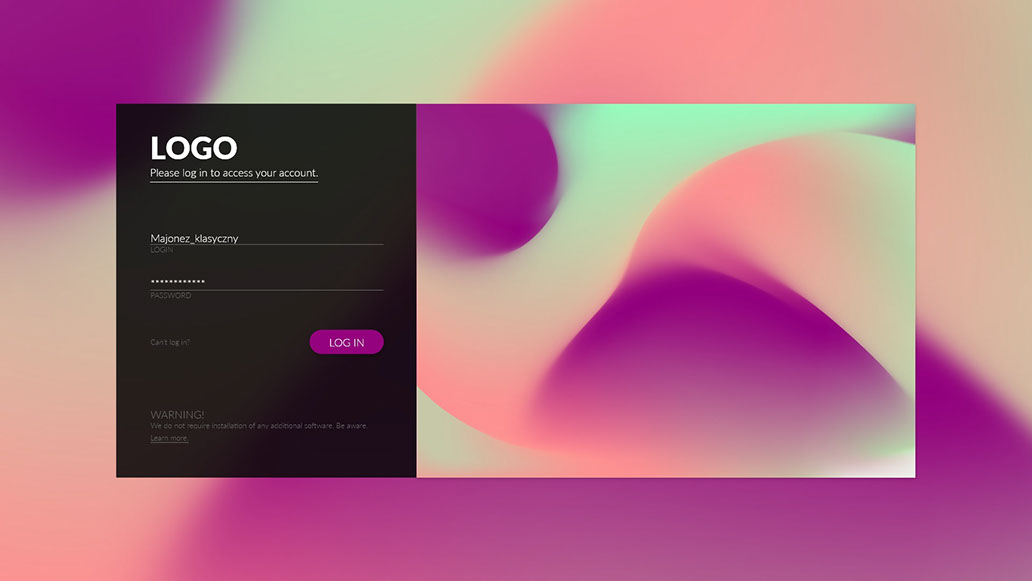 LOGO
Please log in to access your account.
Majonez_klasyczny
LOGIN
************
PASSWORD
Can't log in?
LOG IN
WARNING!
We do not require installation of any additional software. Be aware.
Learn more.